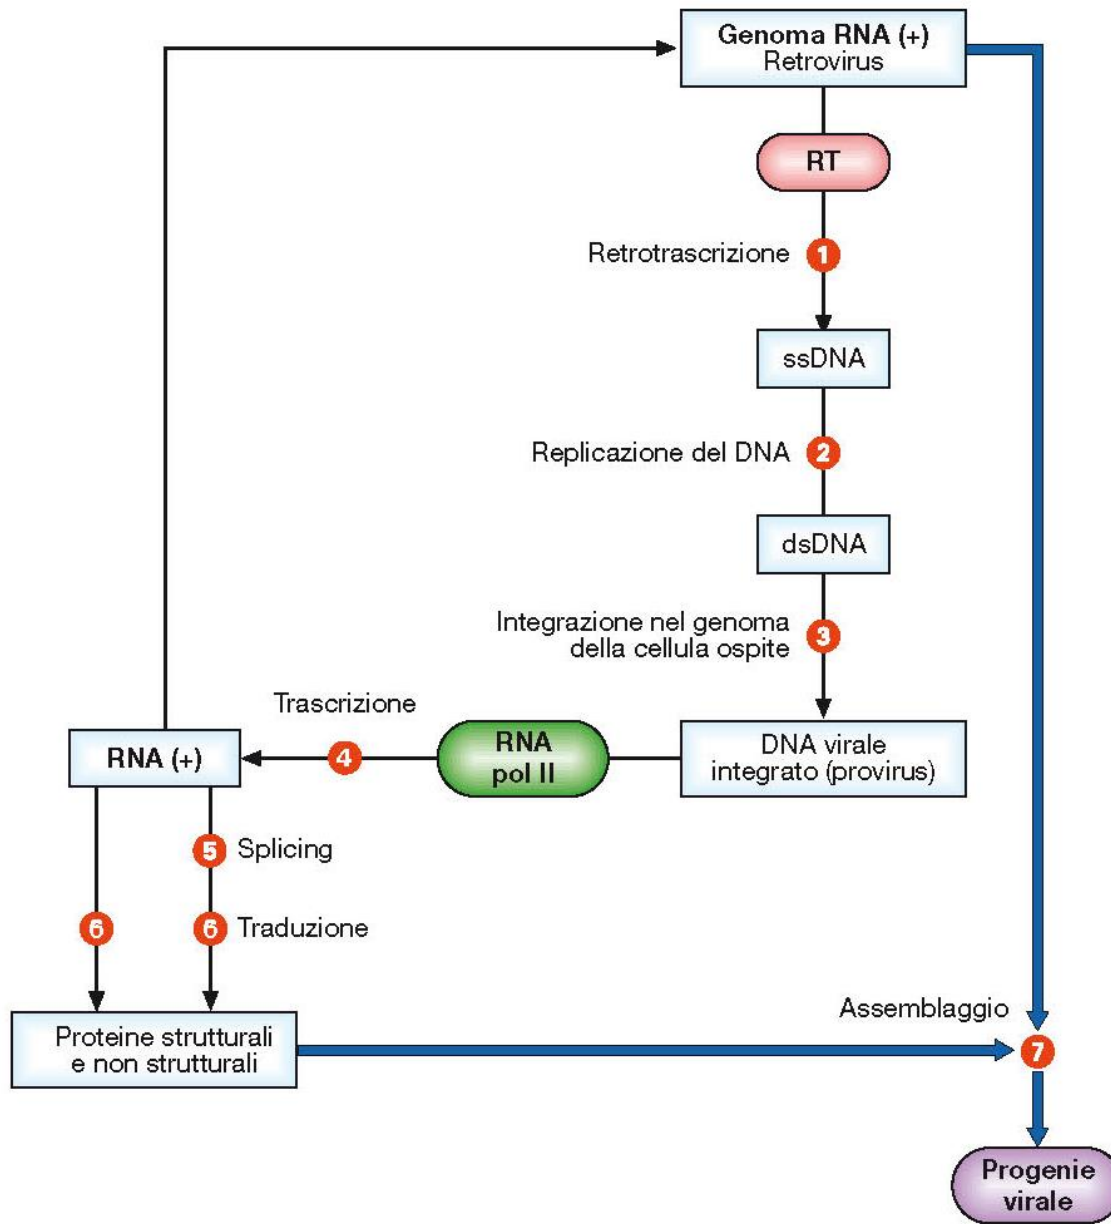 Genoma RNA (+)
Retrovirus
RT
Retrotrascrizione
1
ssDNA
Replicazione del DNA
2
dsDNA
Integrazione nel genoma
della cellula ospite
3
DNA virale
integrato (provirus)
RNA
pol II
Trascrizione
4
RNA (+)
5
Splicing
6
6
Traduzione
Proteine strutturali
e non strutturali
Assemblaggio
7
Progenie
virale